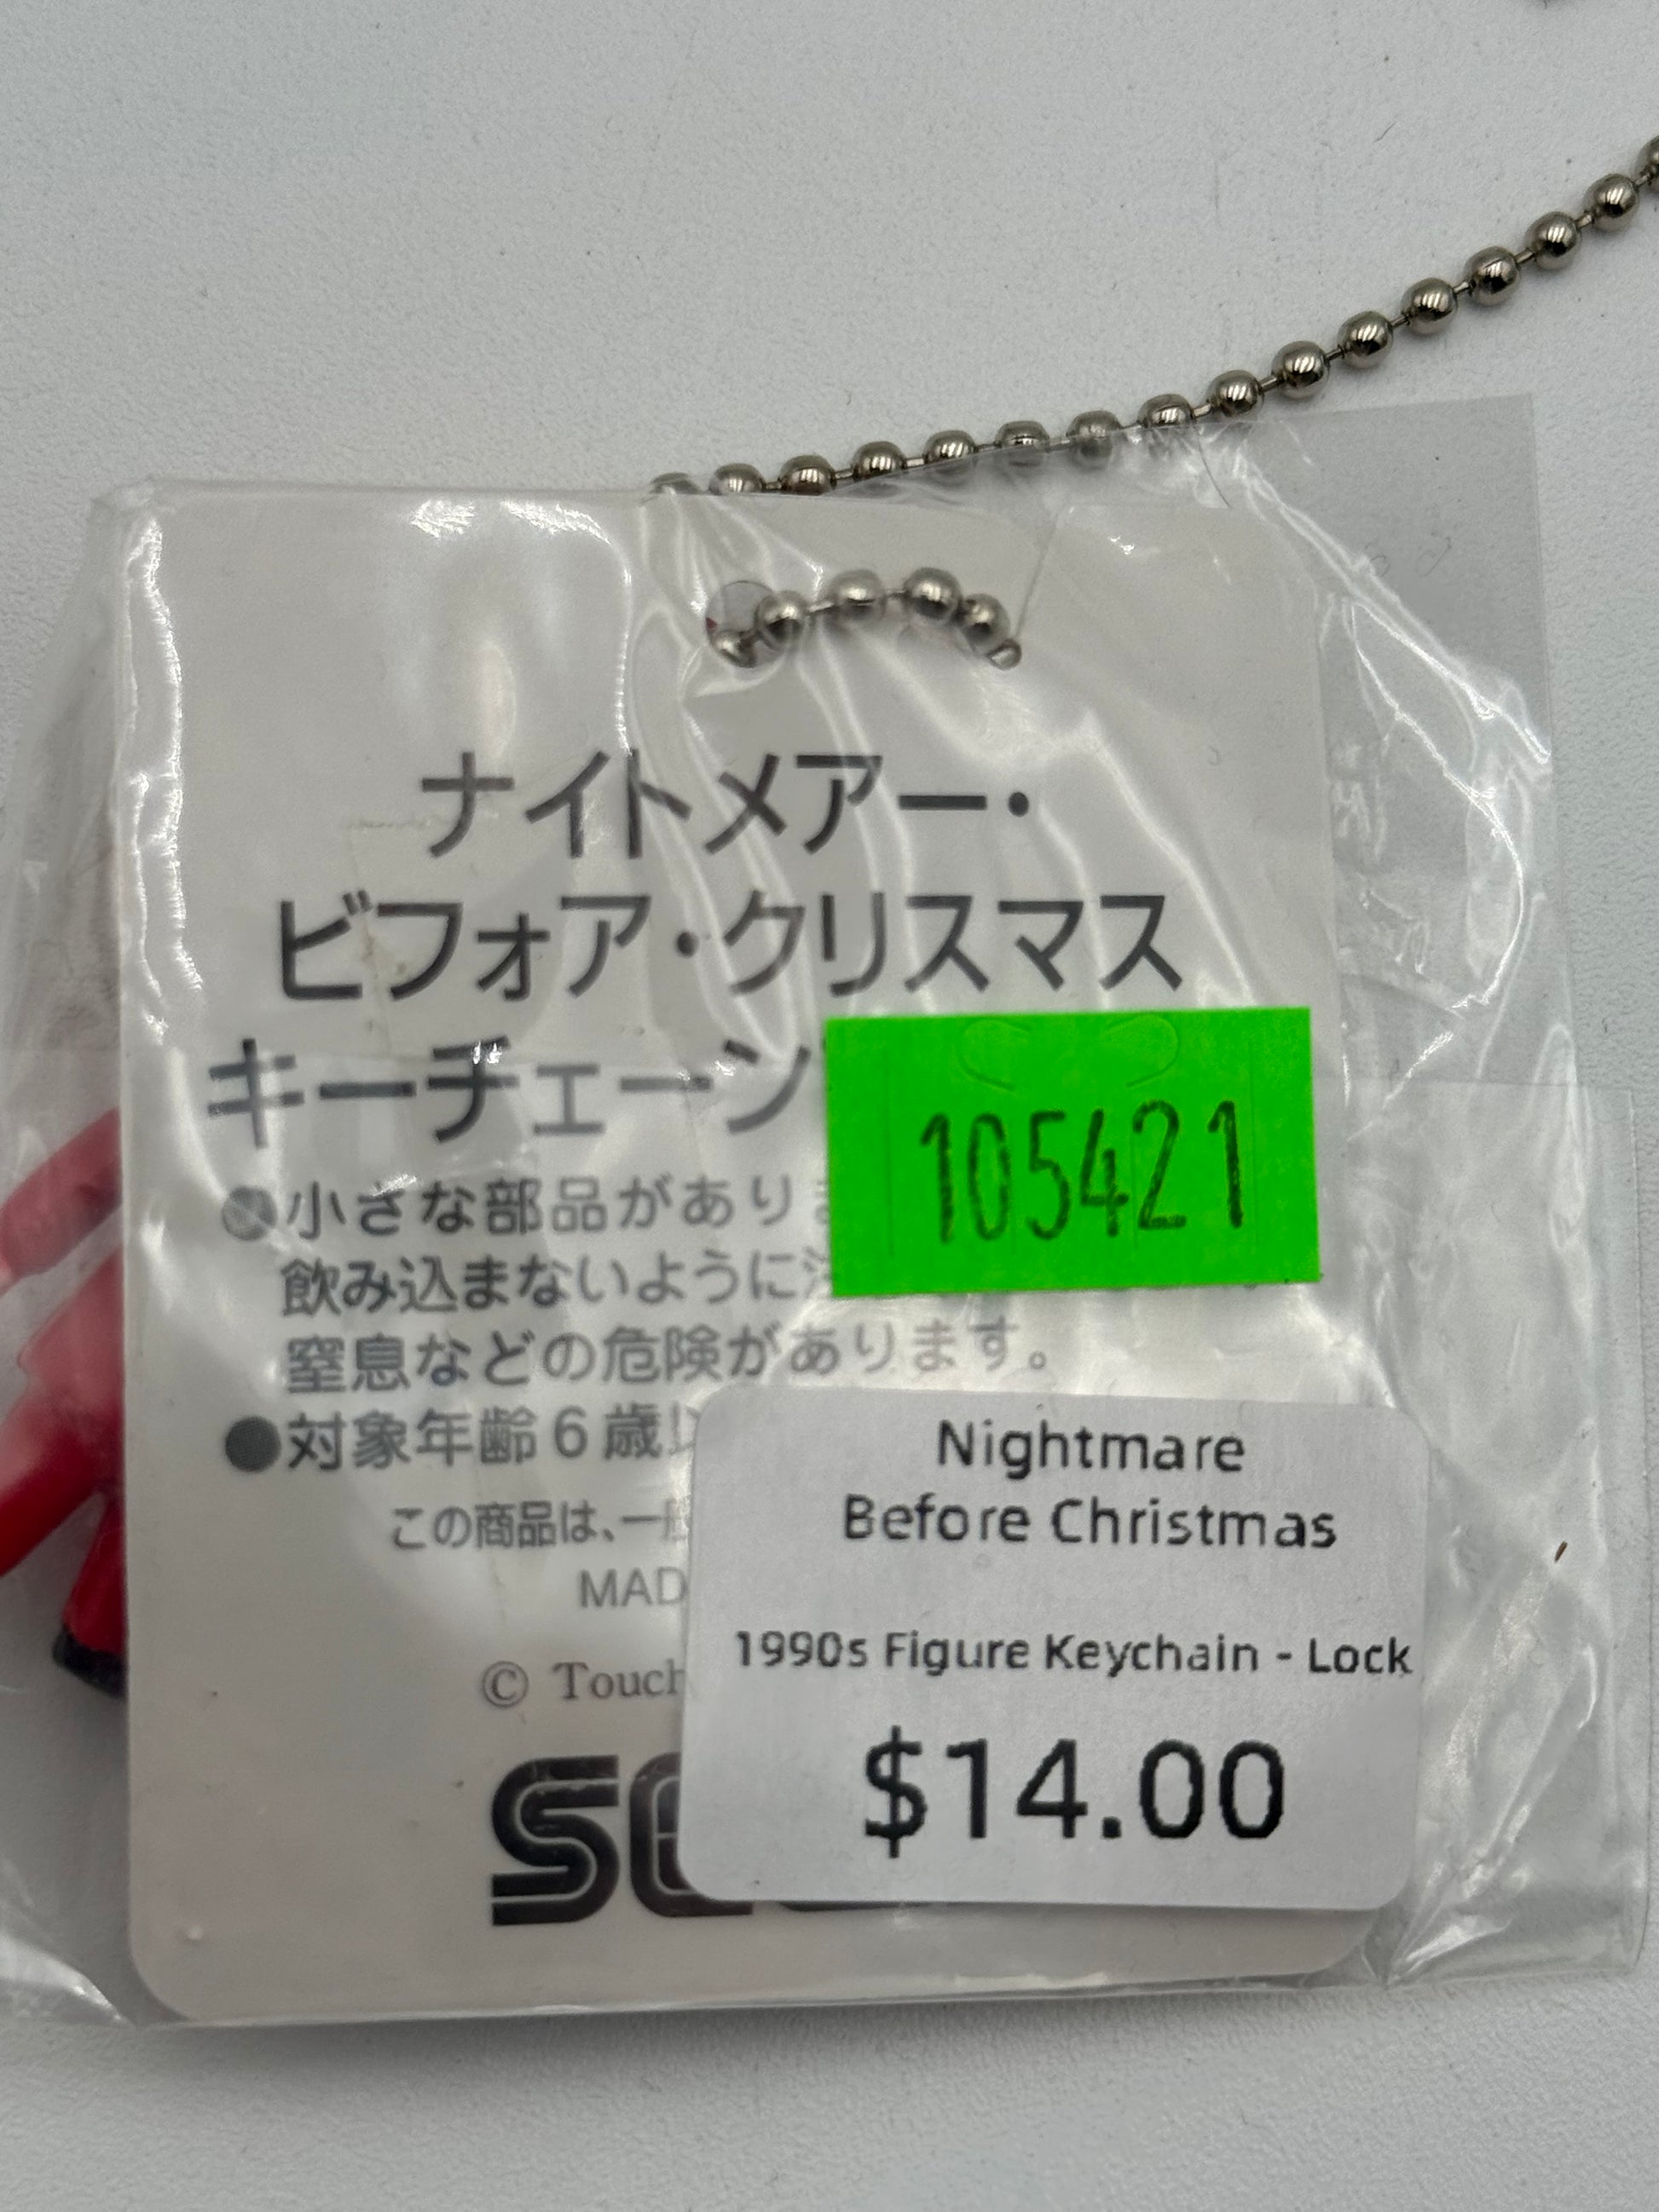 ナイトメアー・
ビフォア・クリスマス
キーチェーン
105421
●小さな部品があり
飲み込まないように
窒息などの危険があります。
●対象年齢6歳
この商品は、一
MAD
© Touch
Nightmare
Before Christmas
1990s Figure Keychain - Lock
$14.00